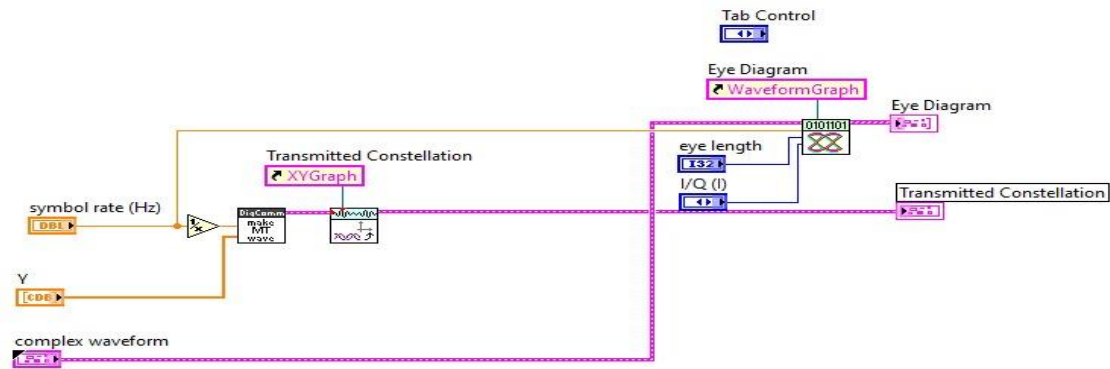 Tab Control
Eye Diagram
WaveformGraph
Eye Diagram
0101101
eye length
I32
I/Q (I)
Transmitted Constellation
XYGraph
Transmitted Constellation
symbol rate (Hz)
DBL
1/x
DigComm
make
MT
wave
Y
[CDB]
complex waveform